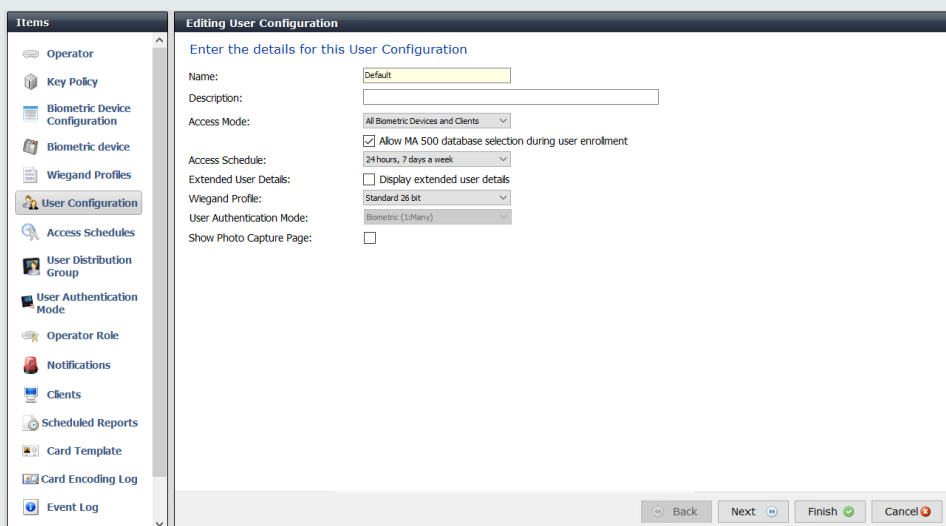 Items
Operator
Key Policy
Biometric Device
Configuration
Biometric device
Wiegand Profiles
User Configuration
Access Schedules
User Distribution
Group
User Authentication
Mode
Operator Role
Notifications
Clients
Scheduled Reports
Card Template
Card Encoding Log
Event Log
Editing User Configuration
Enter the details for this User Configuration
Name: Default
Description:
Access Mode: All Biometric Devices and Clients
Allow MA 500 database selection during user enrollment
Access Schedule: 24 hours, 7 days a week
Extended User Details: Display extended user details
Wiegand Profile: Standard 26 bit
User Authentication Mode: Biometric (1:Many)
Show Photo Capture Page:
Back Next Finish Cancel